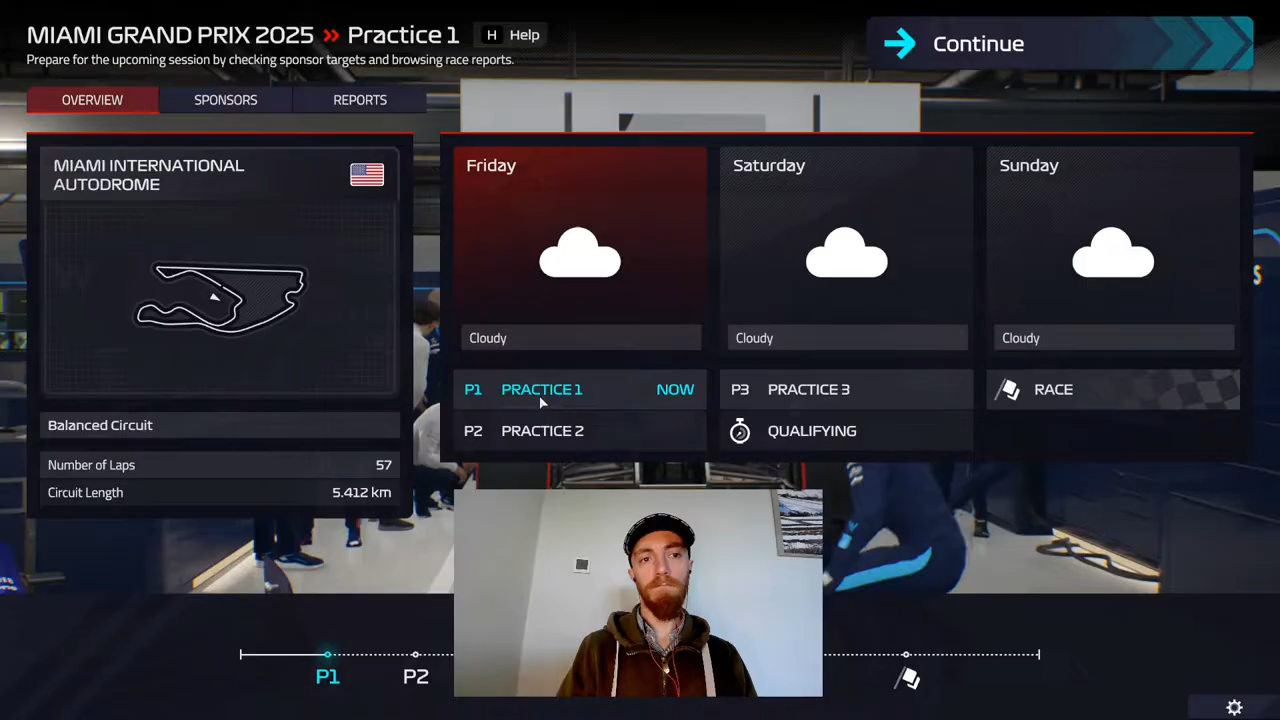 MIAMI GRAND PRIX 2025 » Practice 1 H Help
Prepare for the upcoming session by checking sponsor targets and browsing race reports.
Continue
OVERVIEW SPONSORS REPORTS
MIAMI INTERNATIONAL
AUTODROME
Balanced Circuit
Number of Laps 57
Circuit Length 5.412 km
Friday
Cloudy
P1 PRACTICE 1 NOW
P2 PRACTICE 2
Saturday
Cloudy
P3 PRACTICE 3
QUALIFYING
Sunday
Cloudy
RACE
P1 P2